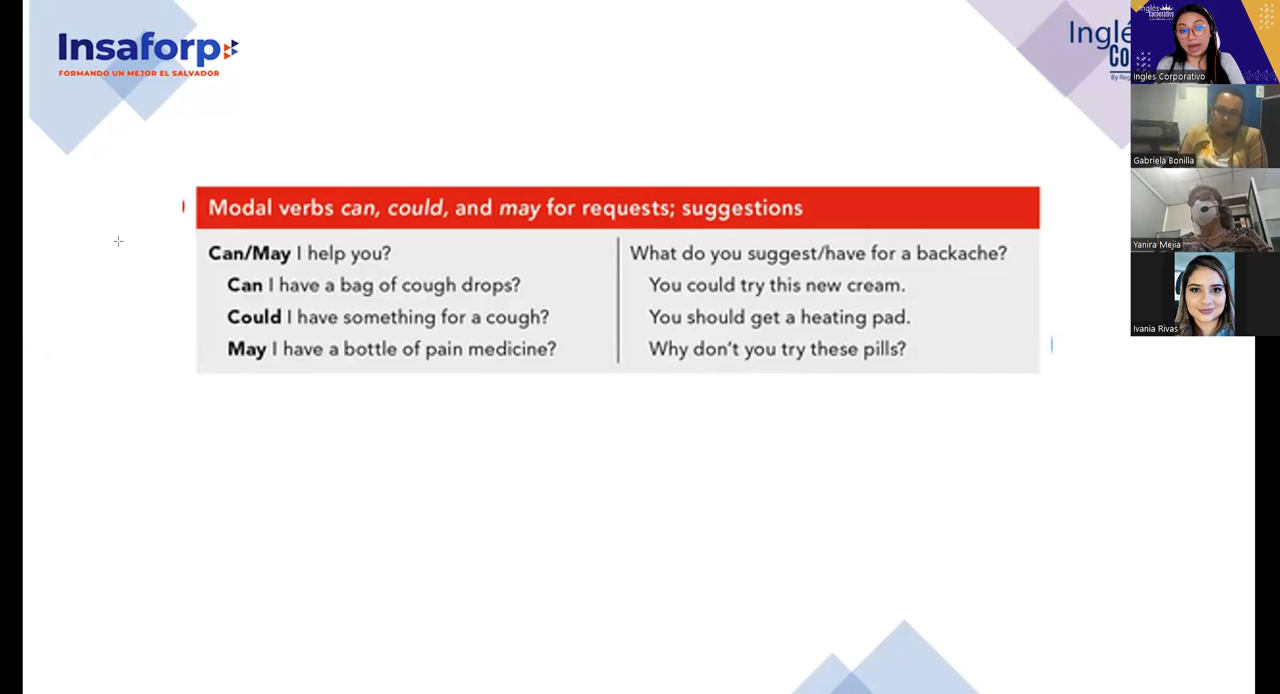 Insaforp
FORMANDO UN MEJOR EL SALVADOR
Modal verbs can, could, and may for requests; suggestions
Can/May I help you?
Can I have a bag of cough drops?
Could I have something for a cough?
May I have a bottle of pain medicine?
What do you suggest/have for a backache?
You could try this new cream.
You should get a heating pad.
Why don't you try these pills?
Inglés
Corporativo
Ingles Corporativo
Gabriela Bonilla
Yanira Mejia
Ivania Rivas